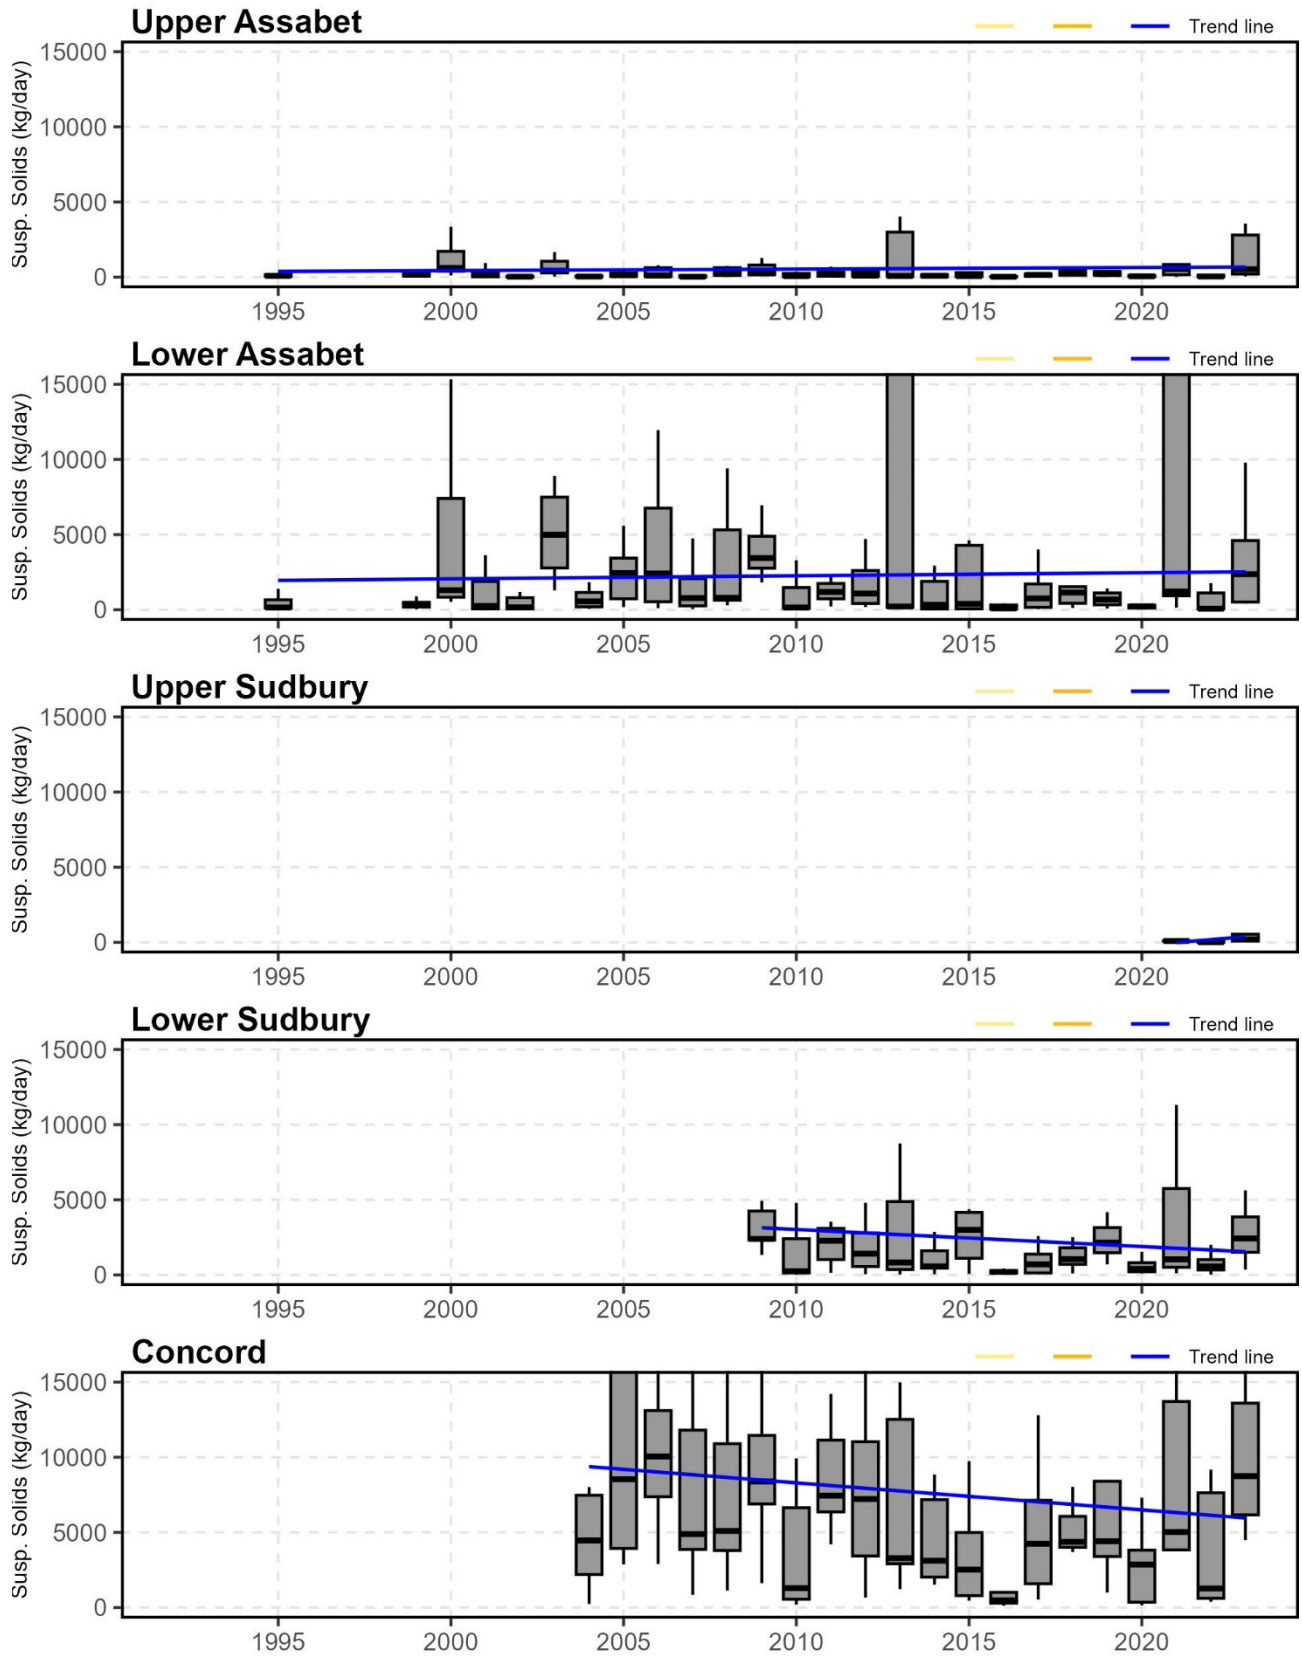 Upper Assabet
Trend line
Susp. Solids (kg/day)
15000
10000
5000
0
1995 2000 2005 2010 2015 2020
Lower Assabet
Trend line
Susp. Solids (kg/day)
15000
10000
5000
0
1995 2000 2005 2010 2015 2020
Upper Sudbury
Trend line
Susp. Solids (kg/day)
15000
10000
5000
0
1995 2000 2005 2010 2015 2020
Lower Sudbury
Trend line
Susp. Solids (kg/day)
15000
10000
5000
0
1995 2000 2005 2010 2015 2020
Concord
Trend line
Susp. Solids (kg/day)
15000
10000
5000
0
1995 2000 2005 2010 2015 2020